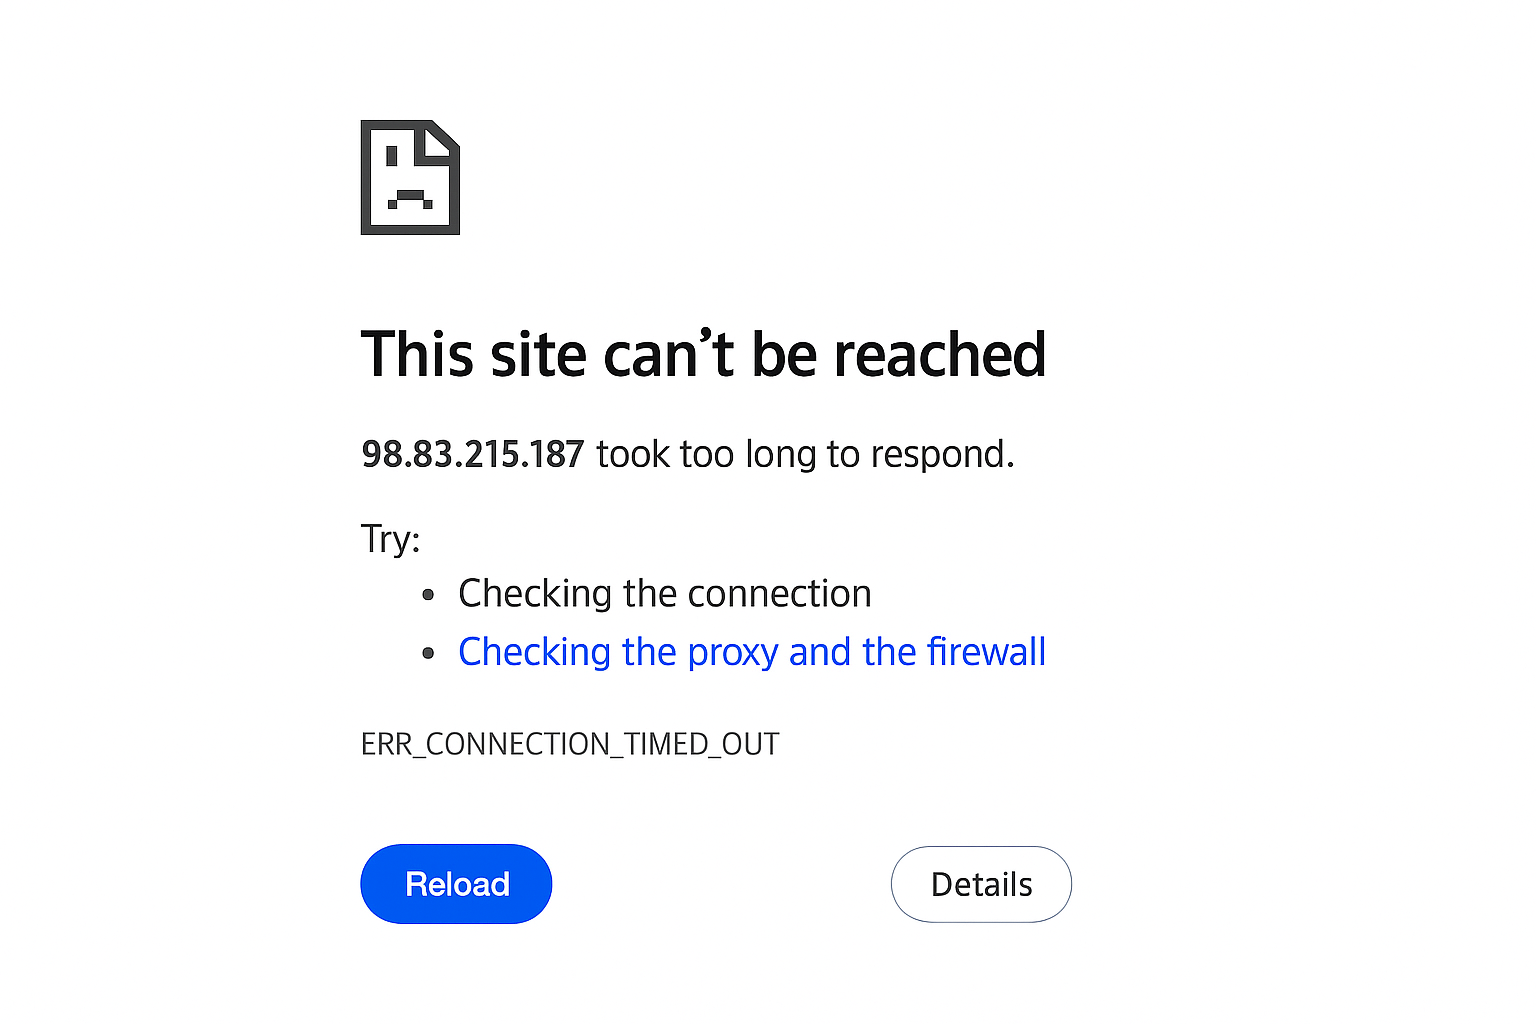 This site can’t be reached
98.83.215.187 took too long to respond.
Try:
• Checking the connection
• Checking the proxy and the firewall
ERR_CONNECTION_TIMED_OUT
Reload
Details